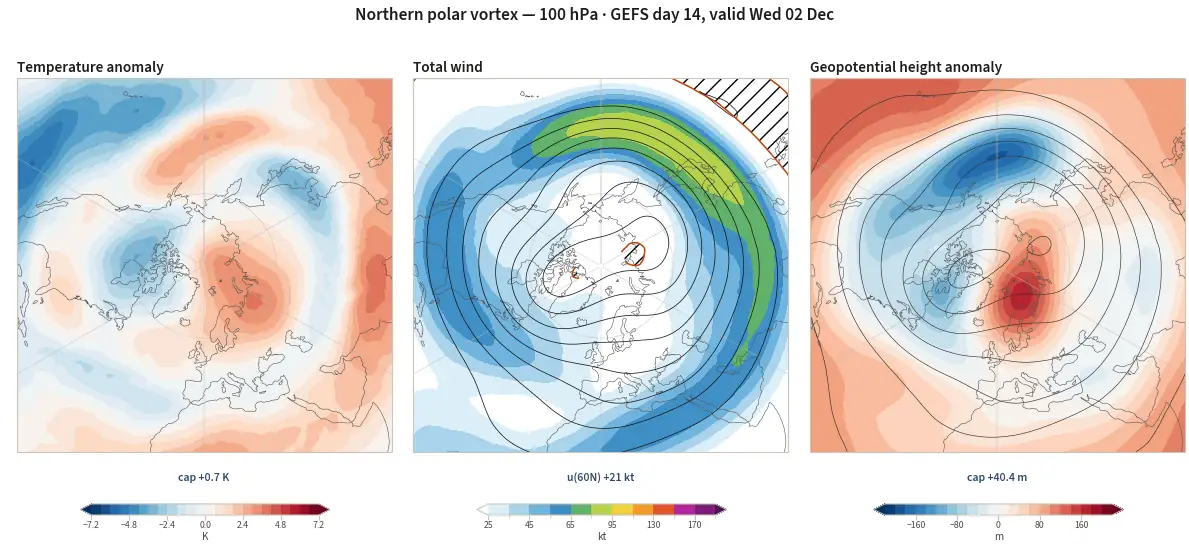 Northern polar vortex — 100 hPa · GEFS day 14, valid Wed 02 Dec
Temperature anomaly
Total wind
Geopotential height anomaly
cap +0.7 K
u(60N) +21 kt
cap +40.4 m
−7.2 −4.8 −2.4 0.0 2.4 4.8 7.2
K
25 45 65 95 130 170
kt
−160 −80 0 80 160
m